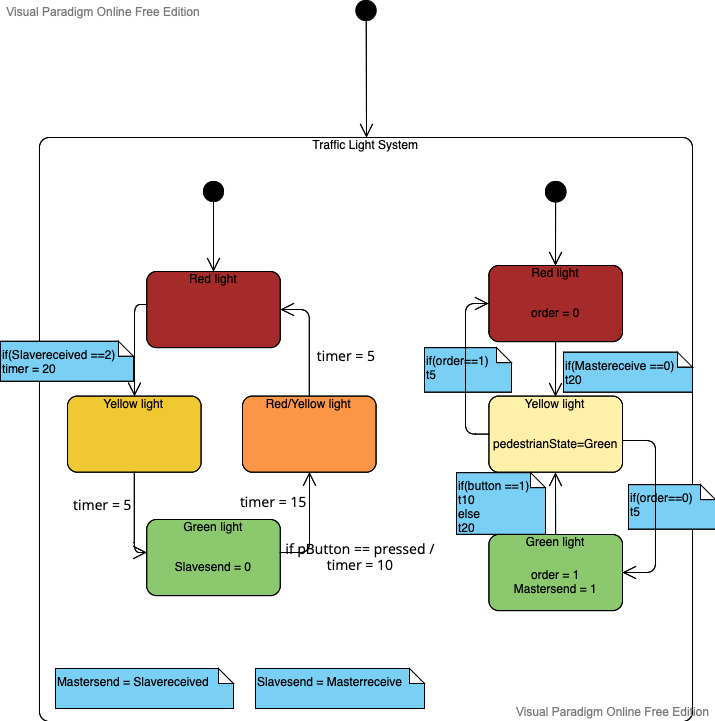 Visual Paradigm Online Free Edition
Traffic Light System
Red light
Red light
order = 0
if(Slavereceived ==2)
timer = 20
timer = 5
if(order==1)
t5
if(Mastereceive ==0)
t20
Yellow light
Red/Yellow light
Yellow light
pedestrianState=Green
timer = 5
timer = 15
if(button ==1)
t10
else
t20
if(order==0)
t5
Green light
Slavesend = 0
if pButton == pressed /
timer = 10
Green light
order = 1
Mastersend = 1
Mastersend = Slavereceived
Slavesend = Masterreceive
Visual Paradigm Online Free Edition